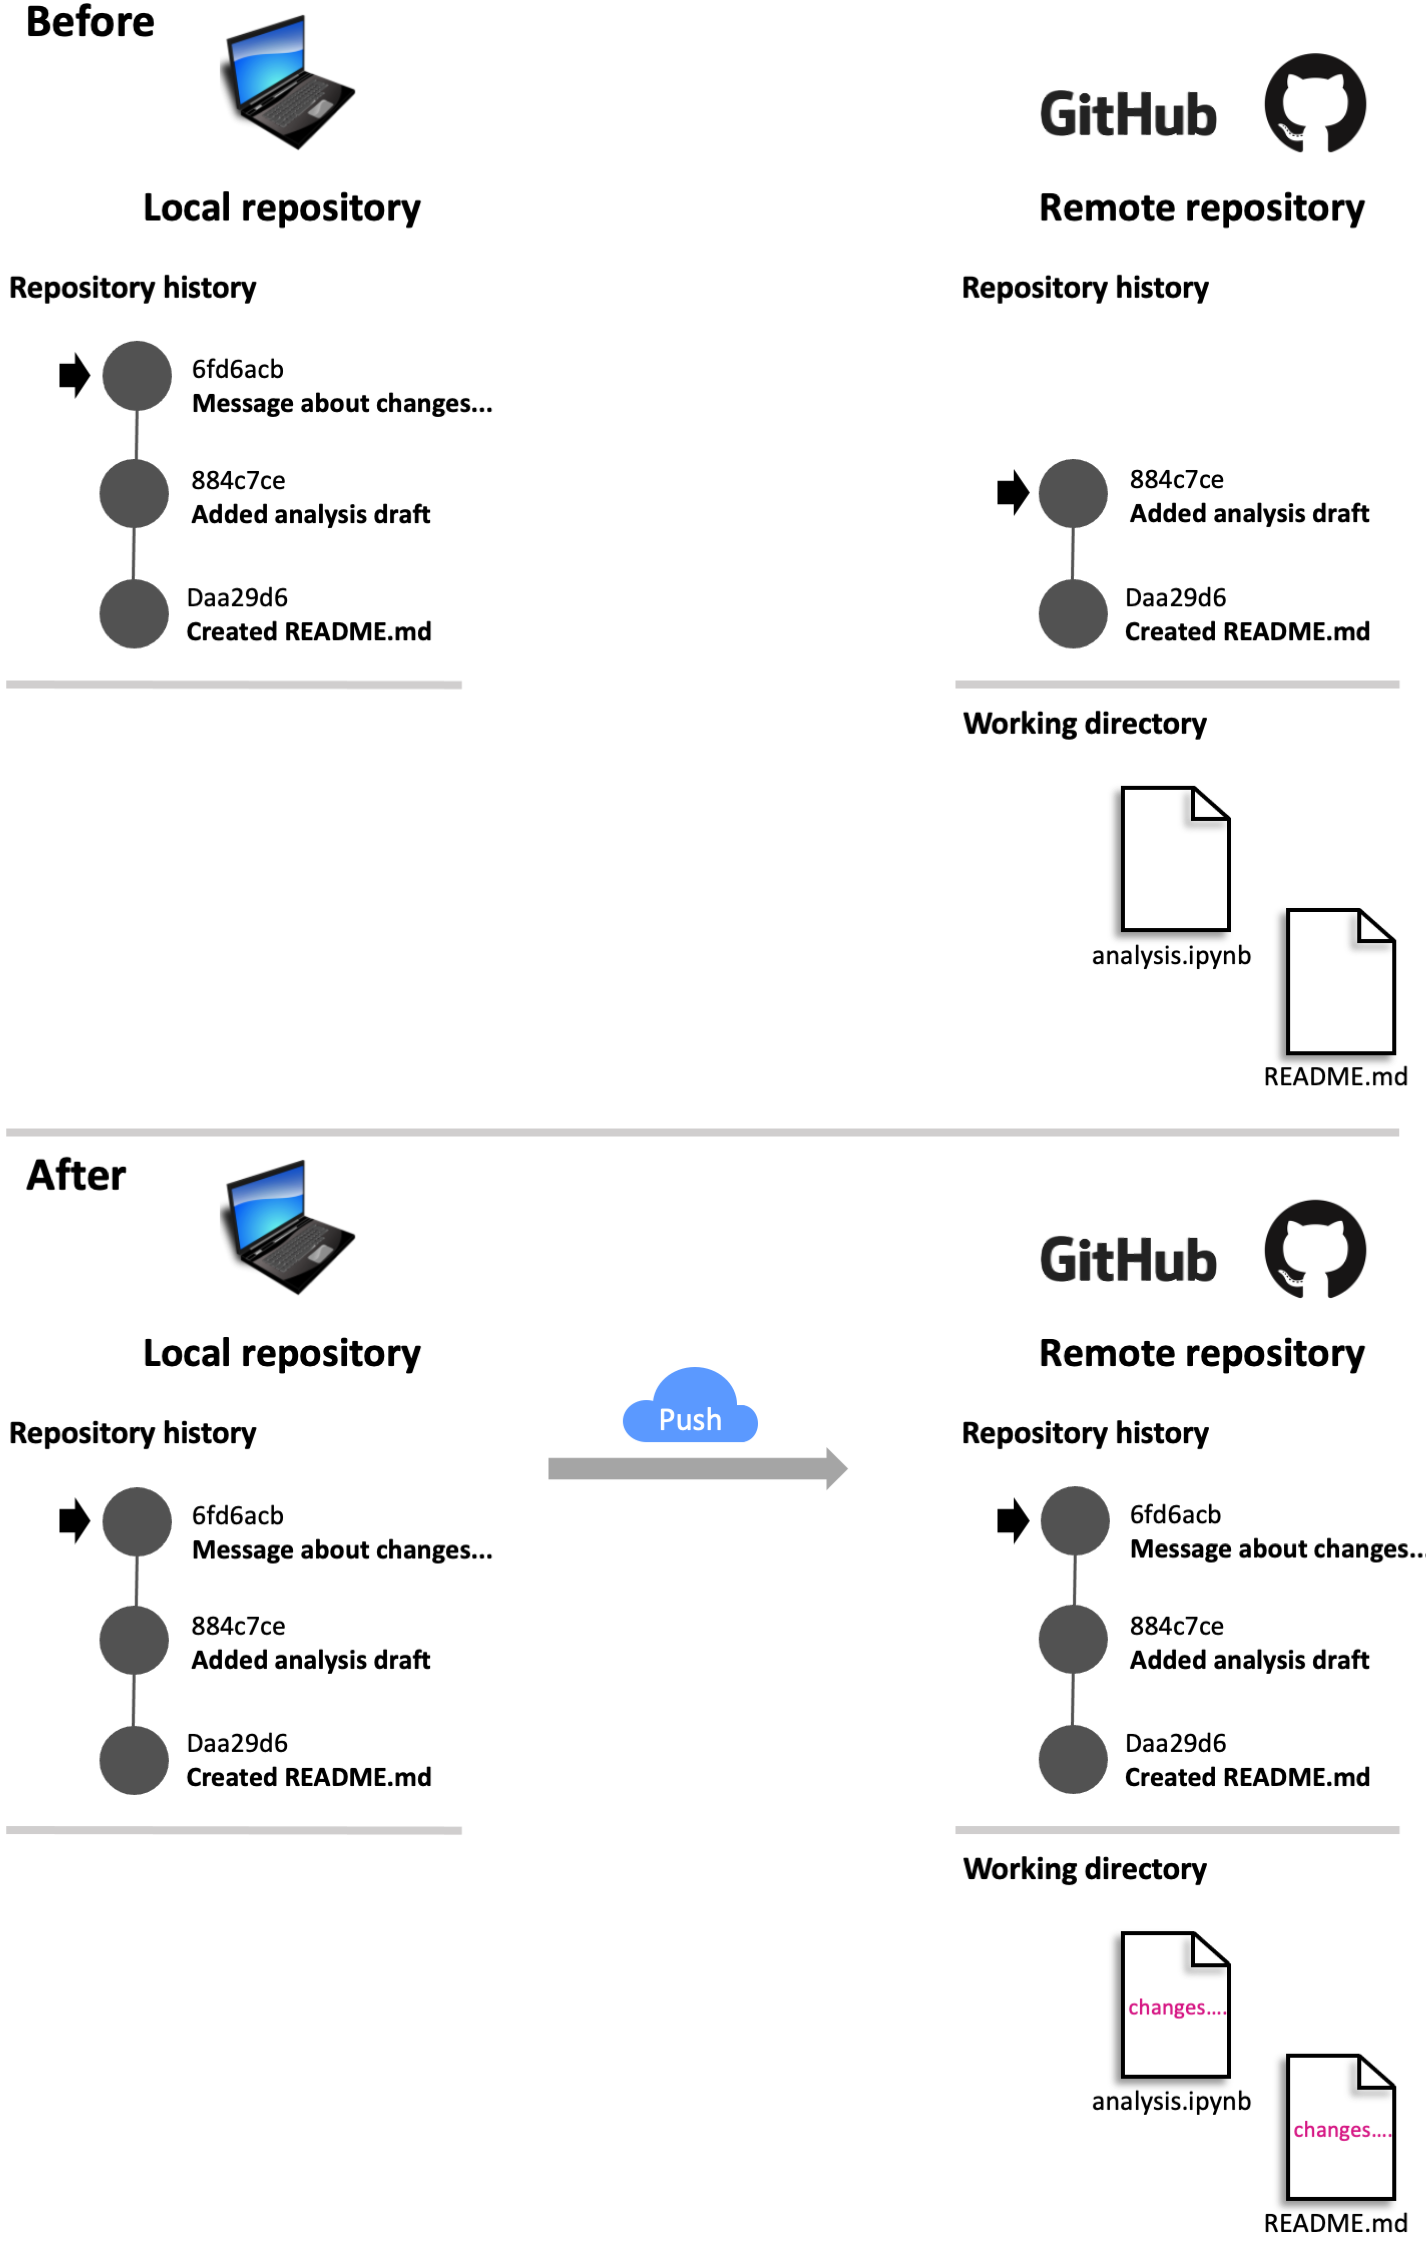 Before
GitHub
Local repository
Remote repository
Repository history
Repository history
6fd6acb
Message about changes...
884c7ce
Added analysis draft
884c7ce
Added analysis draft
Daa29d6
Created README.md
Daa29d6
Created README.md
Working directory
analysis.ipynb
README.md
After
GitHub
Local repository
Remote repository
Push
Repository history
Repository history
6fd6acb
Message about changes...
6fd6acb
Message about changes...
884c7ce
Added analysis draft
884c7ce
Added analysis draft
Daa29d6
Created README.md
Daa29d6
Created README.md
Working directory
changes....
analysis.ipynb
changes....
README.md